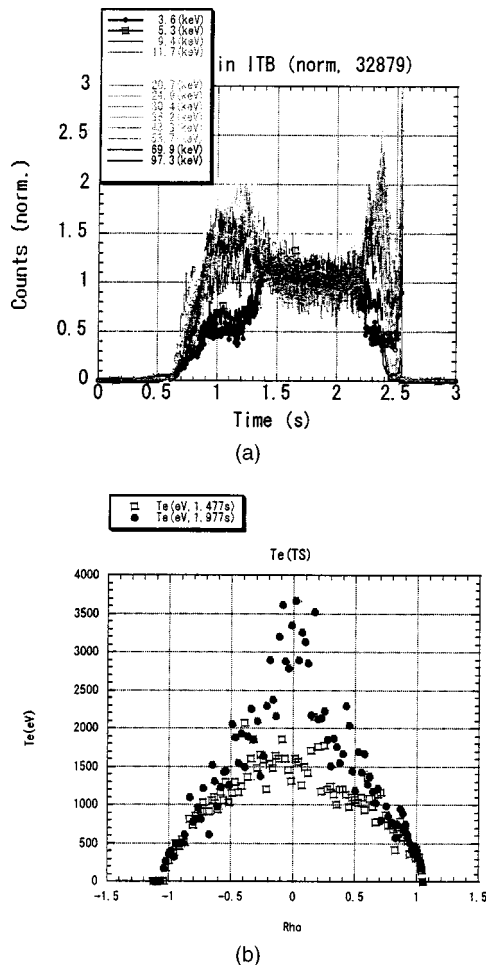 3.6(keV)
5.3(keV)
9.4(keV)
11.7(keV)
in ITB (norm, 32879)
30.4(keV)
69.9(keV)
97.3(keV)
3
2.5
2
1.5
1
0.5
0
Counts (norm.)
0 0.5 1 1.5 2 2.5 3
Time (s)
(a)
Te(eV,1.477s)
Te(eV,1.977s)
Te(TS)
4000
3500
3000
2500
2000
1500
1000
500
0
Te(eV)
-1.5 -1 -0.5 0 0.5 1 1.5
Rho
(b)